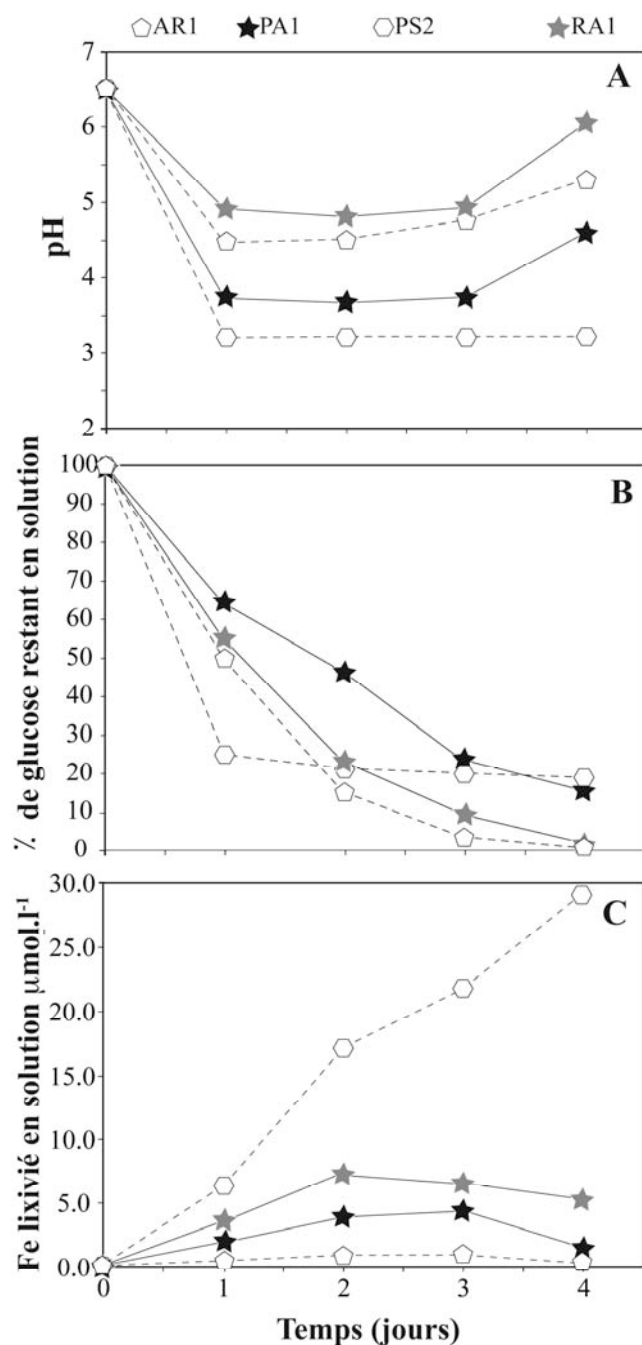 AR1 PA1 PS2 RA1
A
7
6
5
4
3
2
pH
B
100
90
80
70
60
50
40
30
20
10
0
% de glucose restant en solution
C
30.0
25.0
20.0
15.0
10.0
5.0
0.0
Fe lixivié en solution µmol.l⁻¹
0 1 2 3 4
Temps (jours)